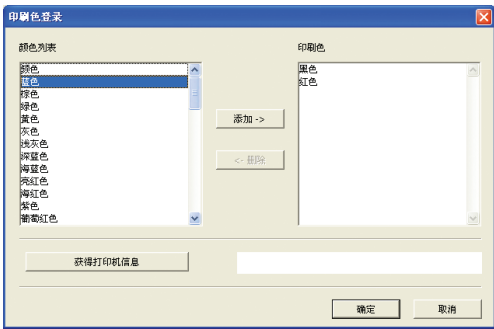 印刷色登录
颜色列表
印刷色
颜色
蓝色
棕色
绿色
黄色
灰色
浅灰色
深蓝色
海蓝色
亮红色
海红色
紫色
葡萄红色
黑色
红色
添加 ->
<- 删除
获得打印机信息
确定
取消